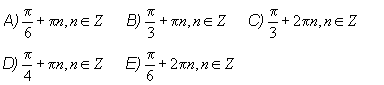 A) π/6 + πn, n ∈ Z B) π/3 + πn, n ∈ Z C) π/3 + 2πn, n ∈ Z
D) π/4 + πn, n ∈ Z E) π/6 + 2πn, n ∈ Z